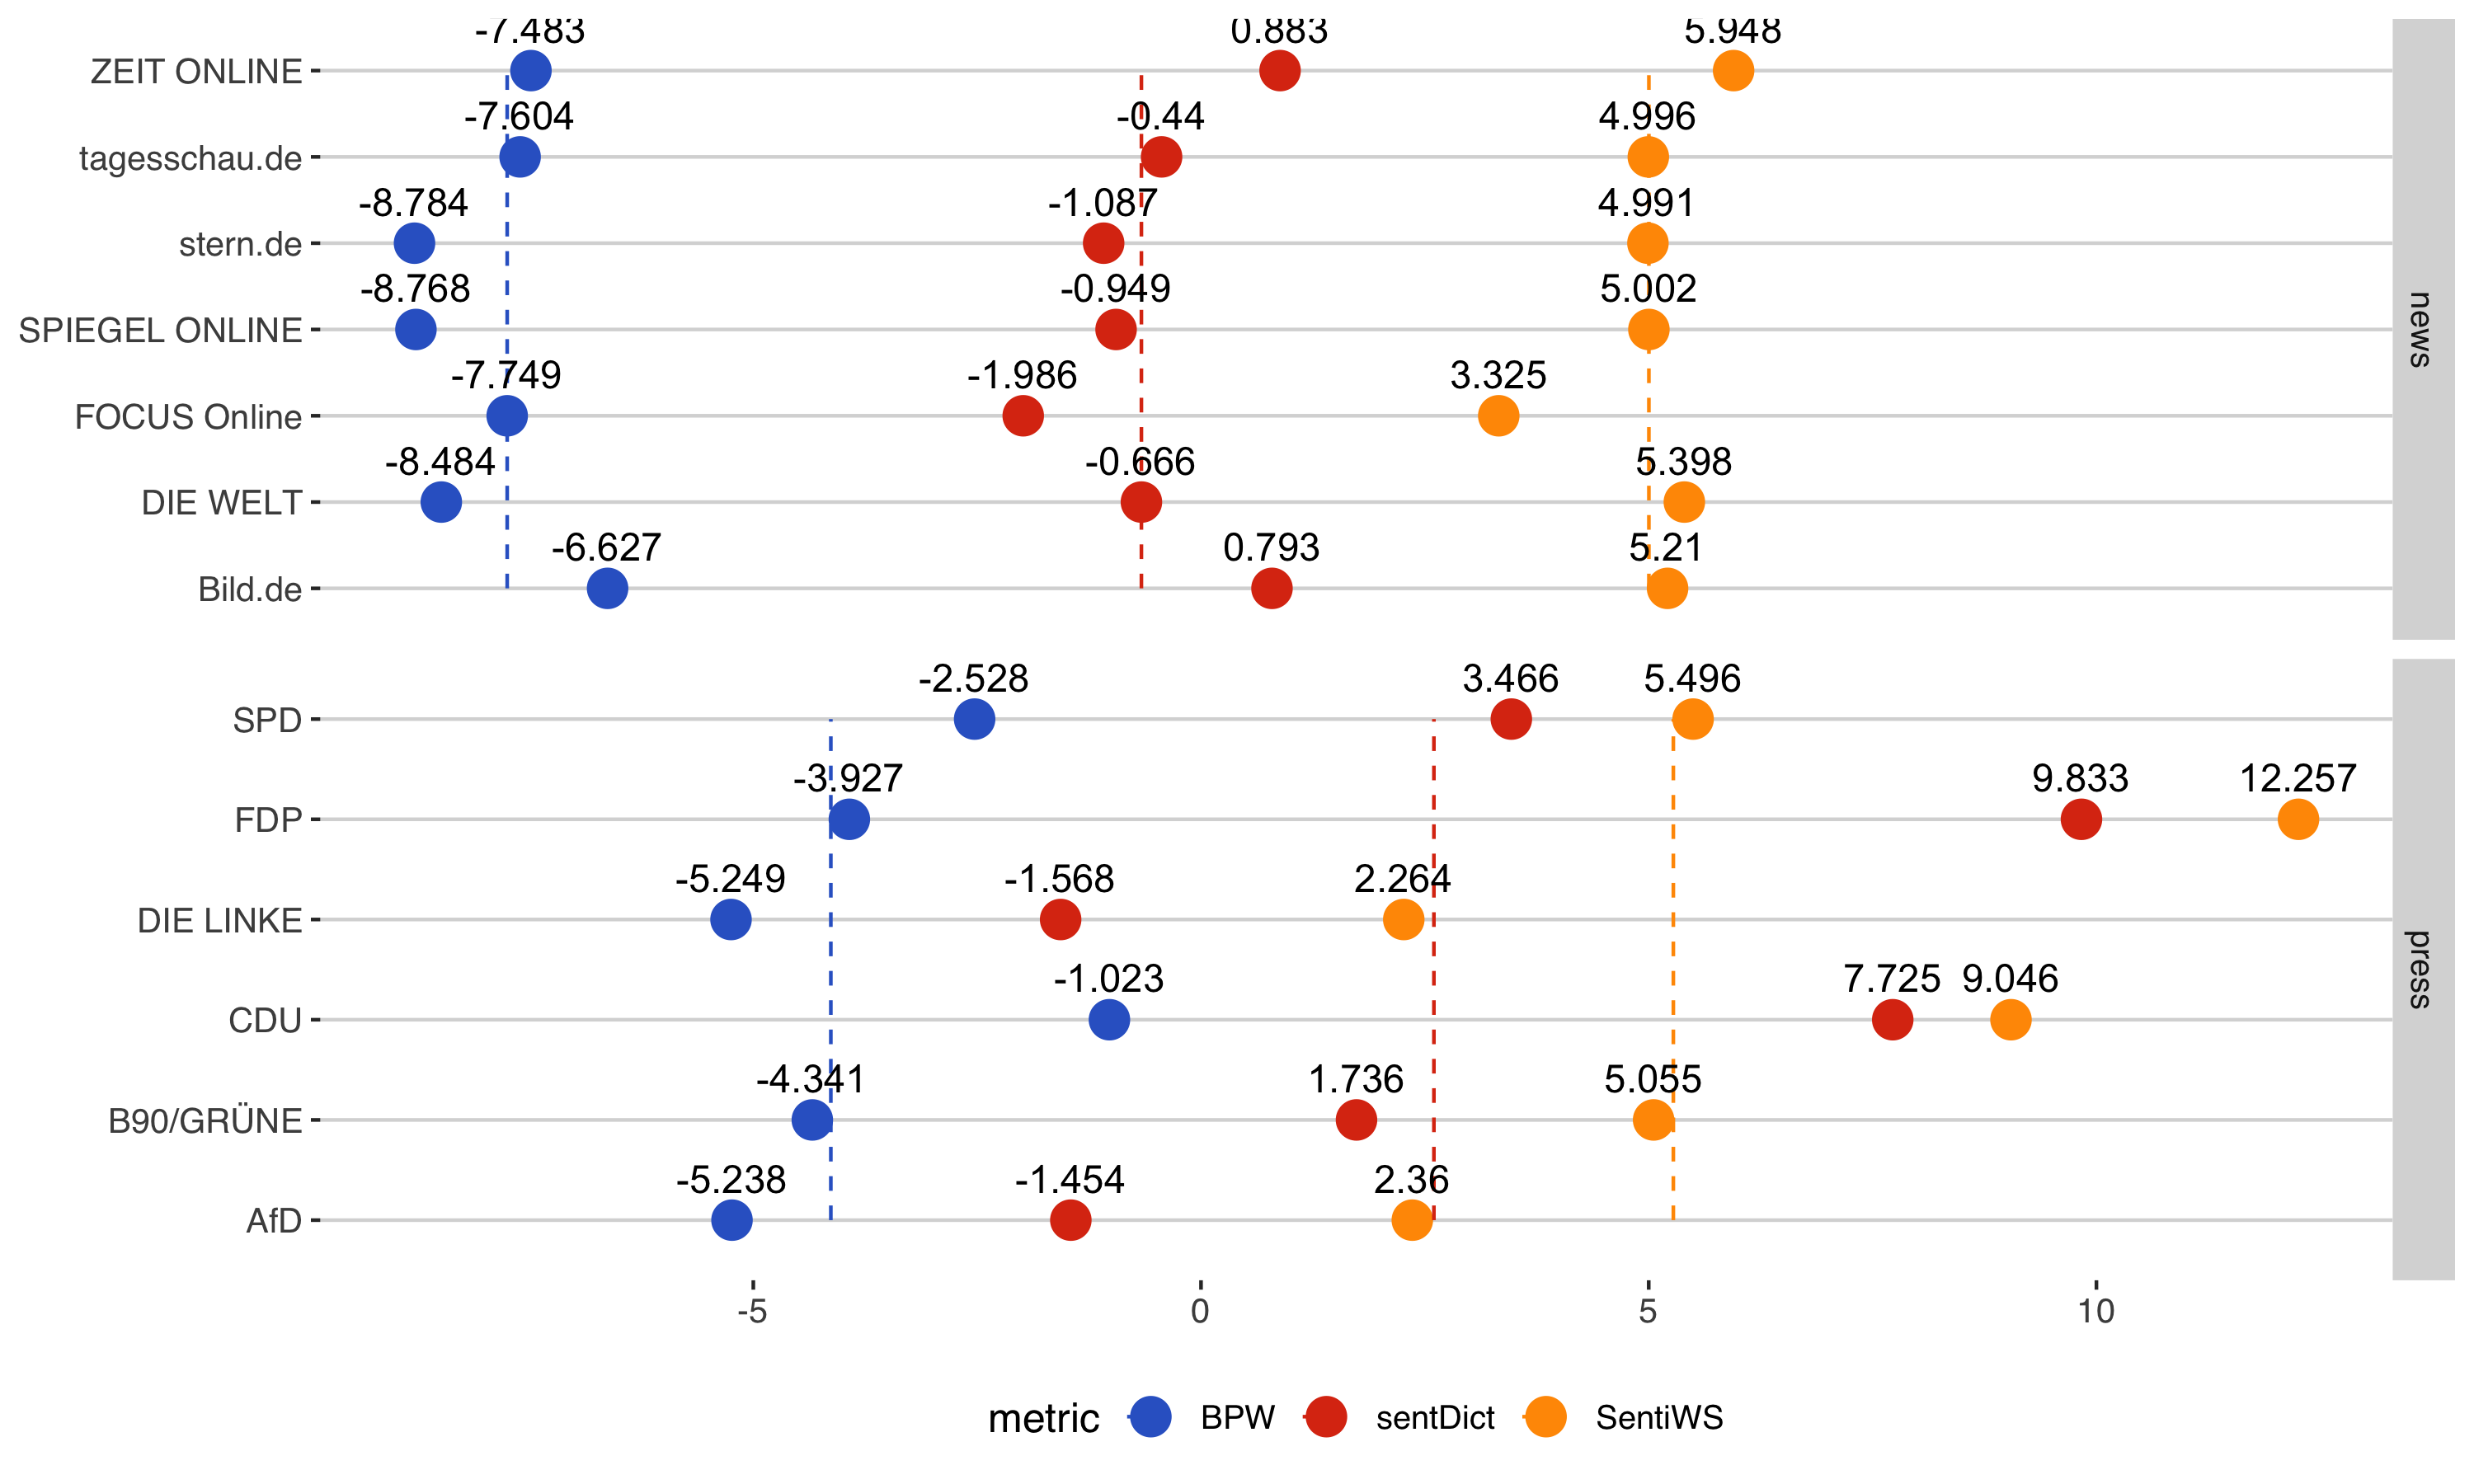 -7.483 0.883 5.948
ZEIT ONLINE
-7.604 -0.44 4.996
tagesschau.de
-8.784 -1.087 4.991
stern.de
-8.768 -0.949 5.002
SPIEGEL ONLINE
-7.749 -1.986 3.325
FOCUS Online
-8.484 -0.666 5.398
DIE WELT
-6.627 0.793 5.21
Bild.de
news
-2.528 3.466 5.496
SPD
-3.927 9.833 12.257
FDP
-5.249 -1.568 2.264
DIE LINKE
-1.023 7.725 9.046
CDU
-4.341 1.736 5.055
B90/GRÜNE
-5.238 -1.454 2.36
AfD
press
-5 0 5 10
metric BPW sentDict SentiWS